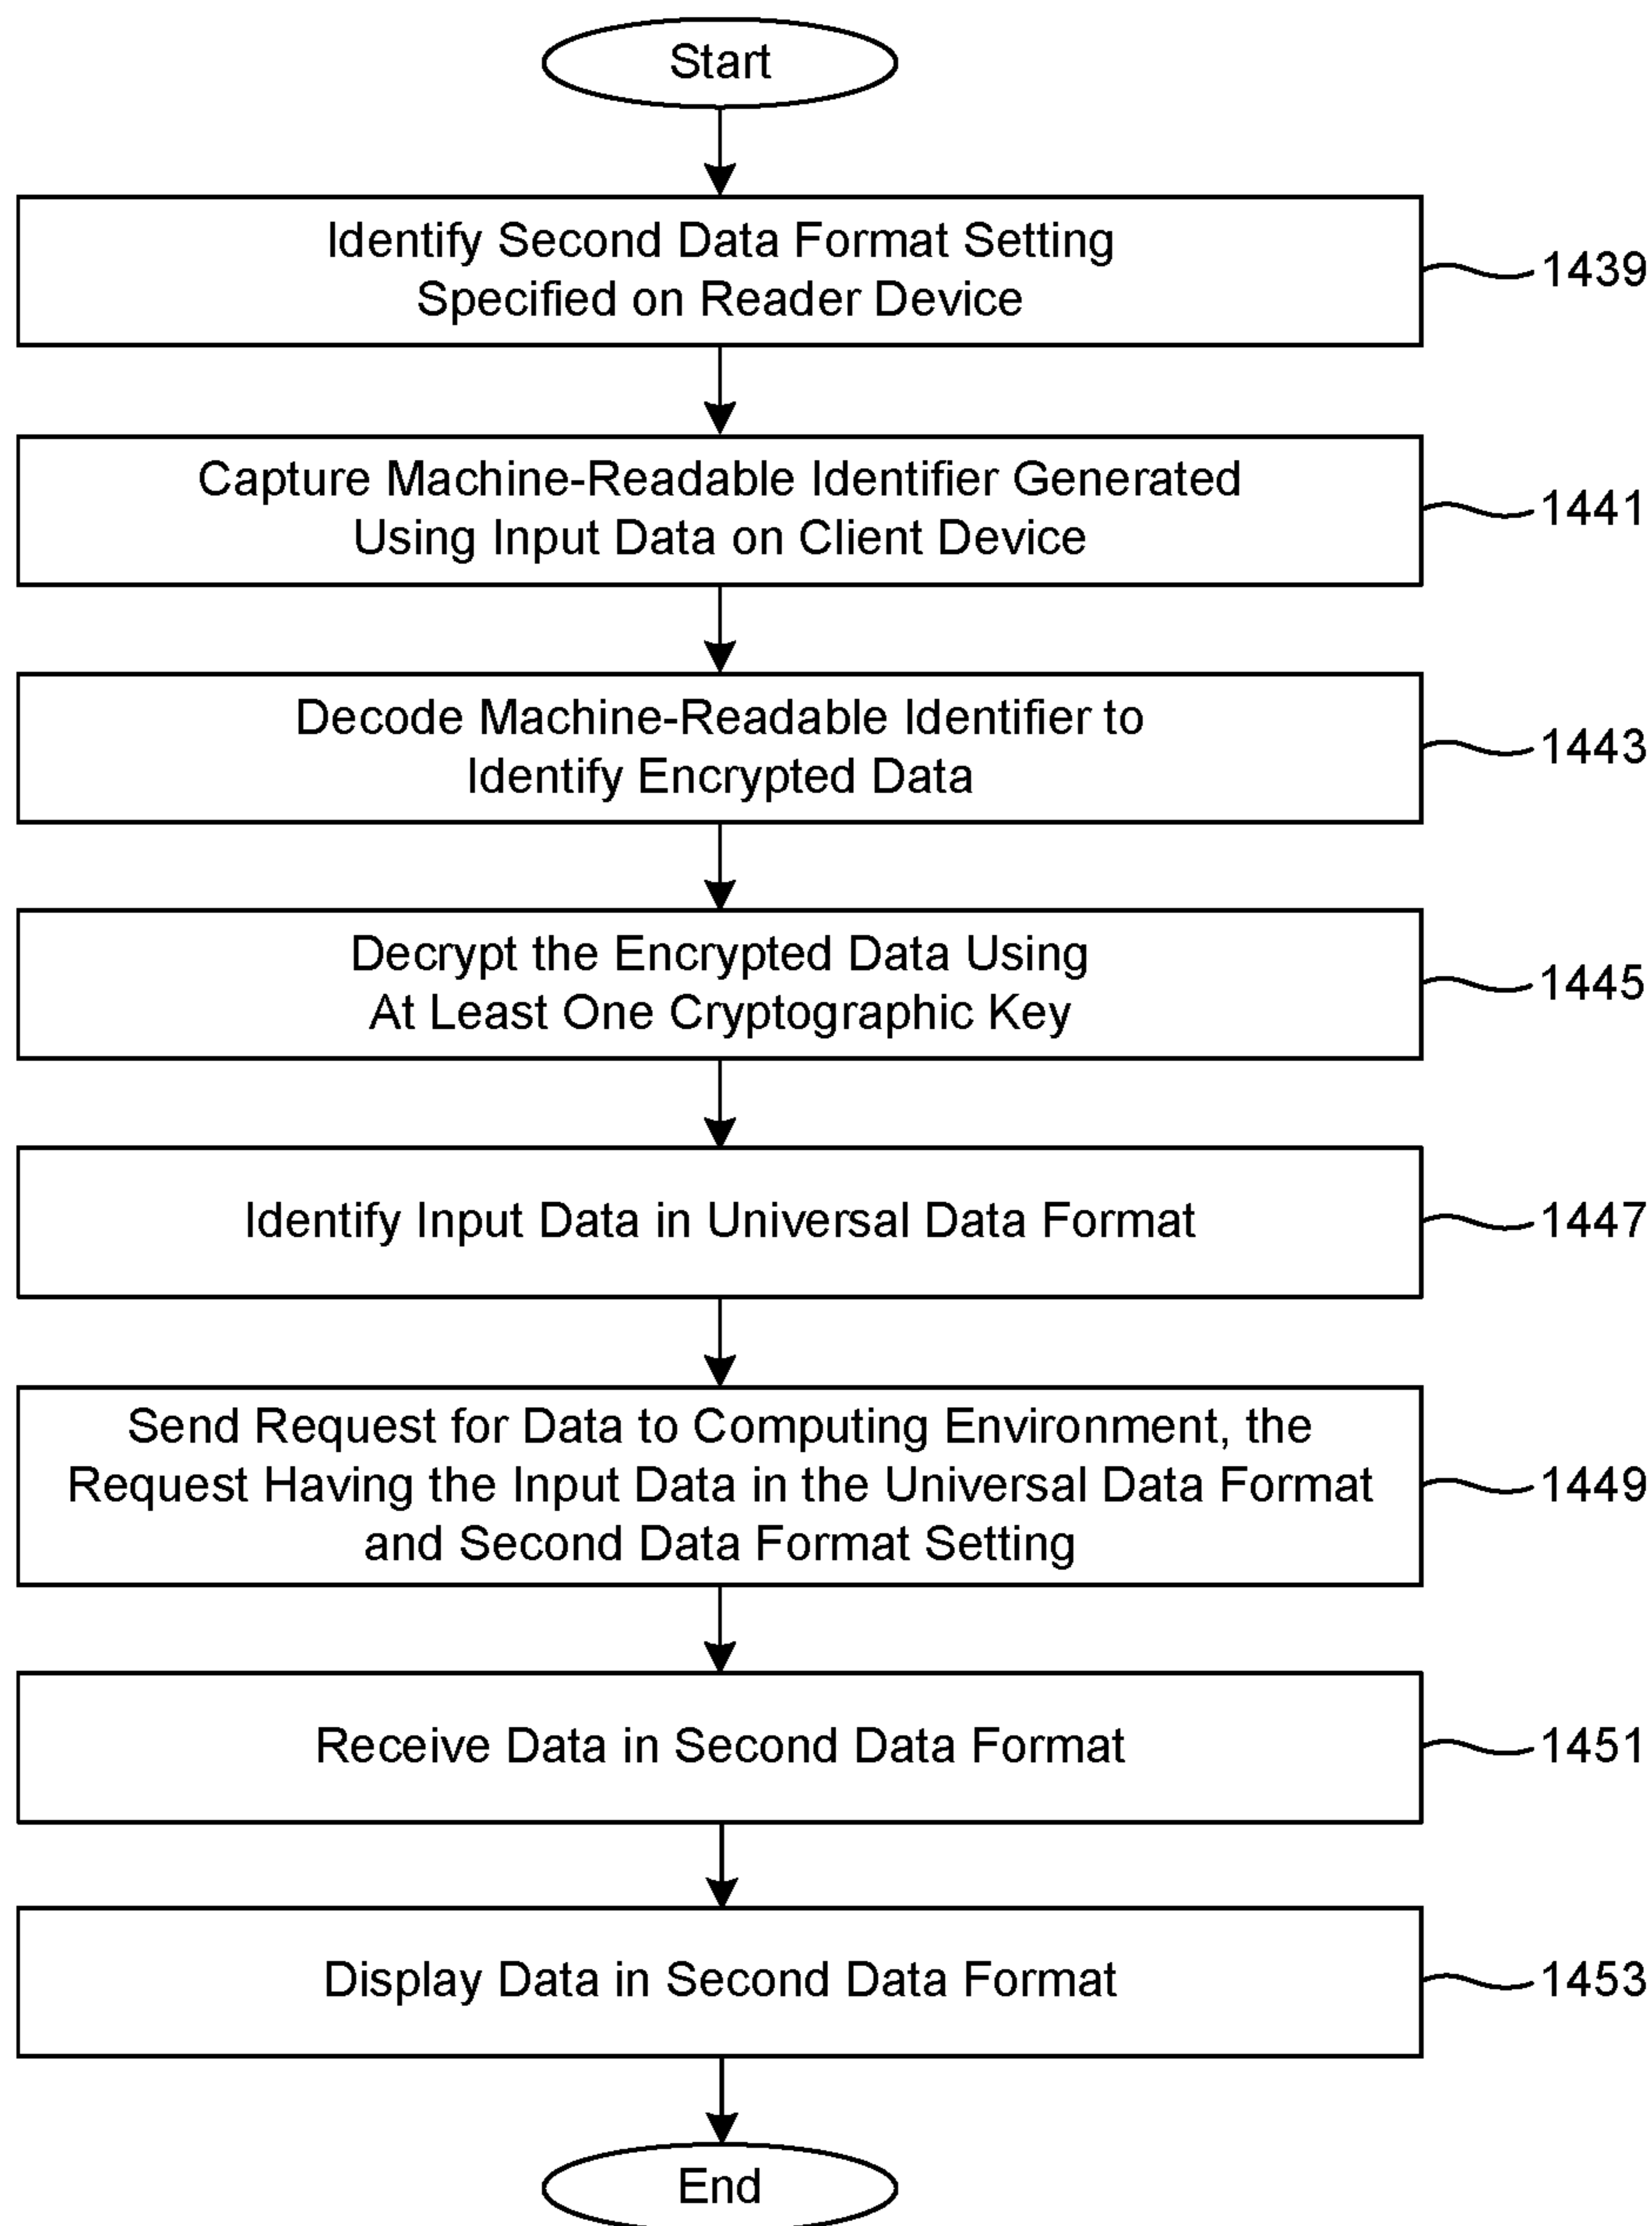 Start
Identify Second Data Format Setting
Specified on Reader Device
1439
Capture Machine-Readable Identifier Generated
Using Input Data on Client Device
1441
Decode Machine-Readable Identifier to
Identify Encrypted Data
1443
Decrypt the Encrypted Data Using
At Least One Cryptographic Key
1445
Identify Input Data in Universal Data Format
1447
Send Request for Data to Computing Environment, the
Request Having the Input Data in the Universal Data Format
and Second Data Format Setting
1449
Receive Data in Second Data Format
1451
Display Data in Second Data Format
1453
End